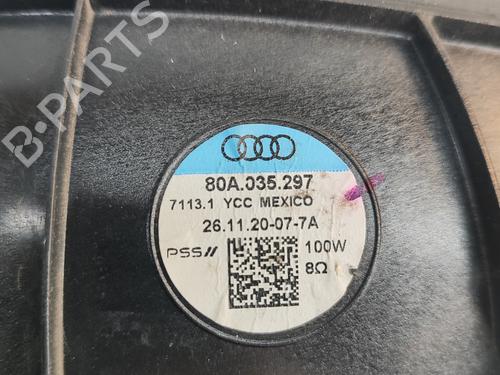 B-PARTS
80A.035.297
7113.1 YCC MEXICO
26.11.20-07-7A
PSS//
100W
8Ω